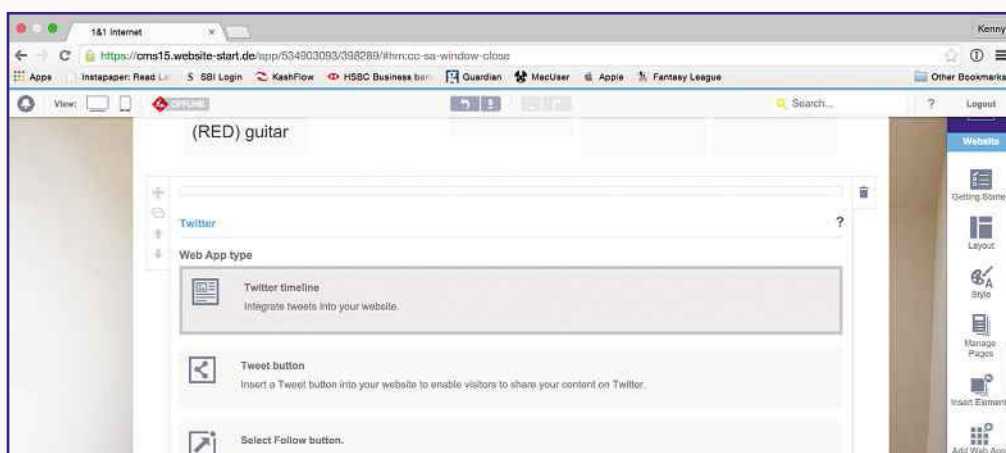 1&1 Internet
Kenny
https://cms15.website-start.de/app/534903093/398289/#hm:cc-sa-window-close
Apps Instapaper: Read 5 SBI Login KashFlow HSBC Business Guardian MacUser Apple Fantasy League Other Bookmarks
View: OFFLINE Search... ? Logout
(RED) guitar
Website
Getting Starte
Twitter ?
Web App type
Layout
Twitter timeline
Integrate tweets into your website.
Style
Manage
Pages
Tweet button
Insert a Tweet button into your website to enable visitors to share your content on Twitter.
Insert Element
Select Follow button.
Add Web App